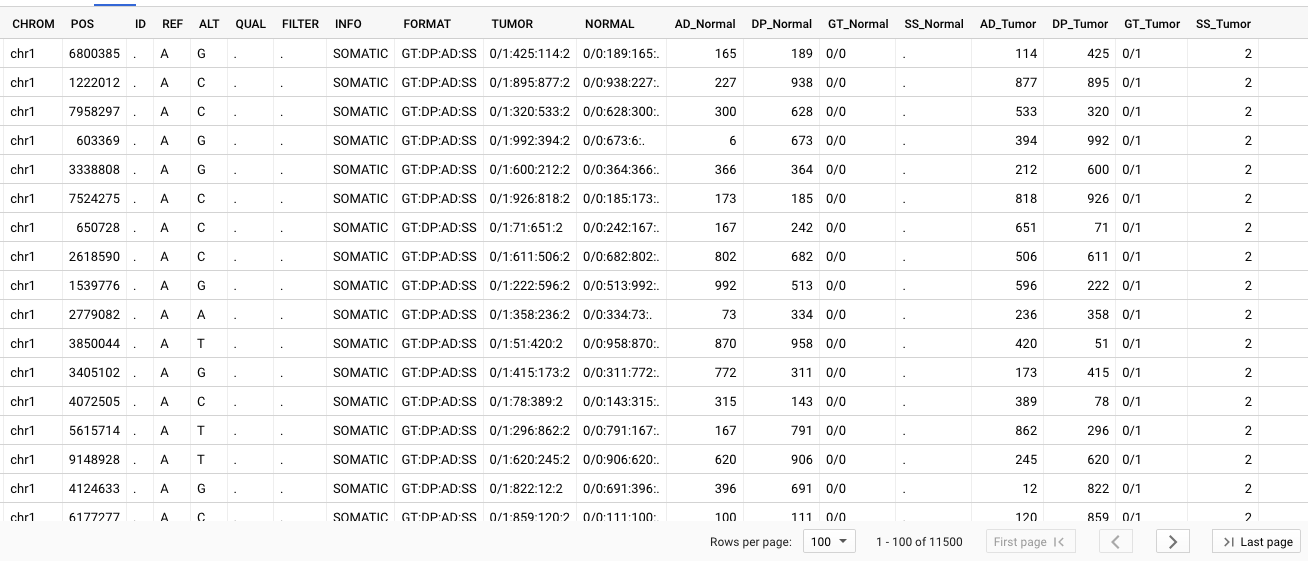 CHROM POS ID REF ALT QUAL FILTER INFO FORMAT TUMOR NORMAL AD_Normal DP_Normal GT_Normal SS_Normal AD_Tumor DP_Tumor GT_Tumor SS_Tumor
chr1 6800385 . A G . . SOMATIC GT:DP:AD:SS 0/1:425:114:2 0/0:189:165:. 165 189 0/0 . 114 425 0/1 2
chr1 1222012 . A C . . SOMATIC GT:DP:AD:SS 0/1:895:877:2 0/0:938:227:. 227 938 0/0 . 877 895 0/1 2
chr1 7958297 . A C . . SOMATIC GT:DP:AD:SS 0/1:320:533:2 0/0:628:300:. 300 628 0/0 . 533 320 0/1 2
chr1 603369 . A G . . SOMATIC GT:DP:AD:SS 0/1:992:394:2 0/0:673:6:. 6 673 0/0 . 394 992 0/1 2
chr1 3338808 . A G . . SOMATIC GT:DP:AD:SS 0/1:600:212:2 0/0:364:366:. 366 364 0/0 . 212 600 0/1 2
chr1 7524275 . A C . . SOMATIC GT:DP:AD:SS 0/1:926:818:2 0/0:185:173:. 173 185 0/0 . 818 926 0/1 2
chr1 650728 . A C . . SOMATIC GT:DP:AD:SS 0/1:71:651:2 0/0:242:167:. 167 242 0/0 . 651 71 0/1 2
chr1 2618590 . A C . . SOMATIC GT:DP:AD:SS 0/1:611:506:2 0/0:682:802:. 802 682 0/0 . 506 611 0/1 2
chr1 1539776 . A G . . SOMATIC GT:DP:AD:SS 0/1:222:596:2 0/0:513:992:. 992 513 0/0 . 596 222 0/1 2
chr1 2779082 . A A . . SOMATIC GT:DP:AD:SS 0/1:358:236:2 0/0:334:73:. 73 334 0/0 . 236 358 0/1 2
chr1 3850044 . A T . . SOMATIC GT:DP:AD:SS 0/1:51:420:2 0/0:958:870:. 870 958 0/0 . 420 51 0/1 2
chr1 3405102 . A G . . SOMATIC GT:DP:AD:SS 0/1:415:173:2 0/0:311:772:. 772 311 0/0 . 173 415 0/1 2
chr1 4072505 . A C . . SOMATIC GT:DP:AD:SS 0/1:78:389:2 0/0:143:315:. 315 143 0/0 . 389 78 0/1 2
chr1 5615714 . A T . . SOMATIC GT:DP:AD:SS 0/1:296:862:2 0/0:791:167:. 167 791 0/0 . 862 296 0/1 2
chr1 9148928 . A T . . SOMATIC GT:DP:AD:SS 0/1:620:245:2 0/0:906:620:. 620 906 0/0 . 245 620 0/1 2
chr1 4124633 . A G . . SOMATIC GT:DP:AD:SS 0/1:822:12:2 0/0:691:396:. 396 691 0/0 . 12 822 0/1 2
chr1 6177277 . A C . . SOMATIC GT:DP:AD:SS 0/1:859:120:2 0/0:111:100:. 100 111 0/0 . 120 859 0/1 2
Rows per page: 100 1 - 100 of 11500 First page Last page